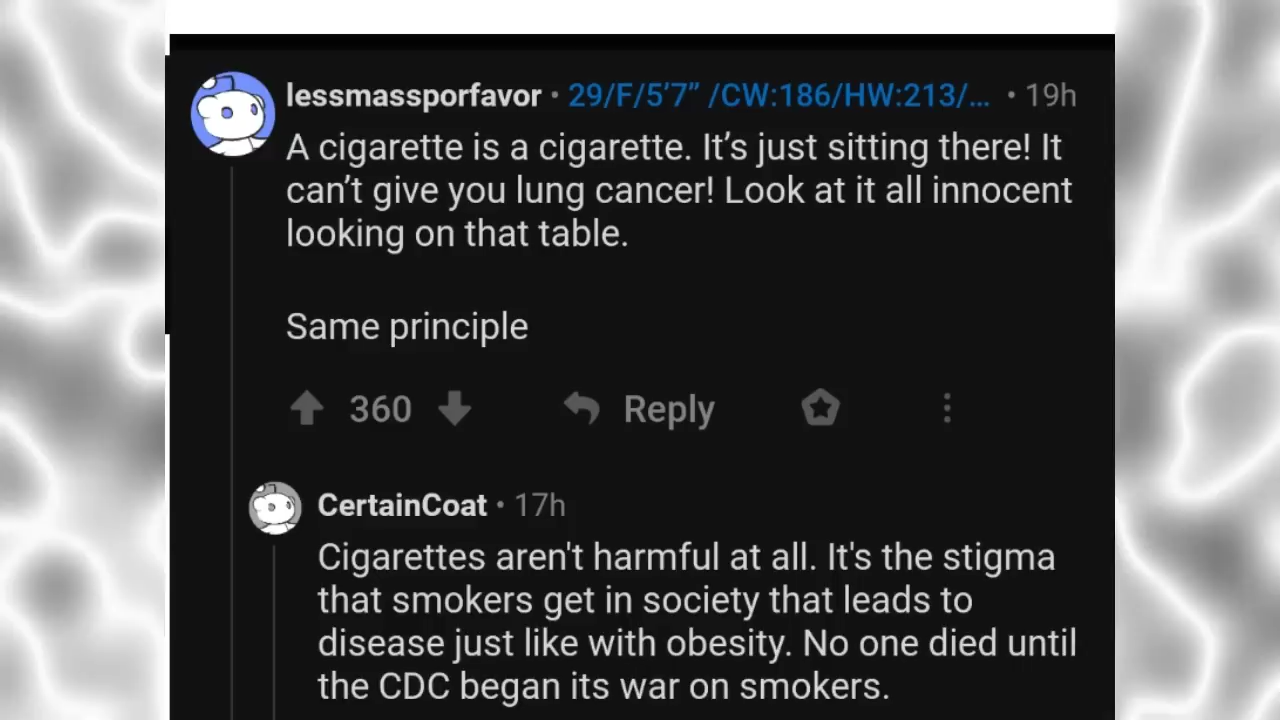 lessmassporfavor • 29/F/5’7” /CW:186/HW:213/... • 19h
A cigarette is a cigarette. It’s just sitting there! It
can’t give you lung cancer! Look at it all innocent
looking on that table.
Same principle
360 Reply
CertainCoat • 17h
Cigarettes aren't harmful at all. It's the stigma
that smokers get in society that leads to
disease just like with obesity. No one died until
the CDC began its war on smokers.